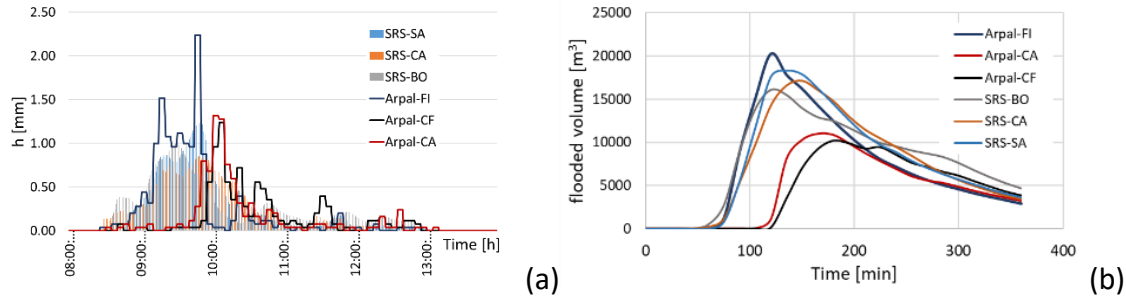 2.50
2.00
1.50
1.00
0.50
0.00
h [mm]
SRS-SA
SRS-CA
SRS-BO
Arpal-FI
Arpal-CF
Arpal-CA
08:00:
09:00:
10:00:
11:00:
12:00:
13:00:
Time [h]
(a)
25000
20000
15000
10000
5000
0
flooded volume [m³]
Arpal-FI
Arpal-CA
Arpal-CF
SRS-BO
SRS-CA
SRS-SA
0
100
200
300
400
Time [min]
(b)